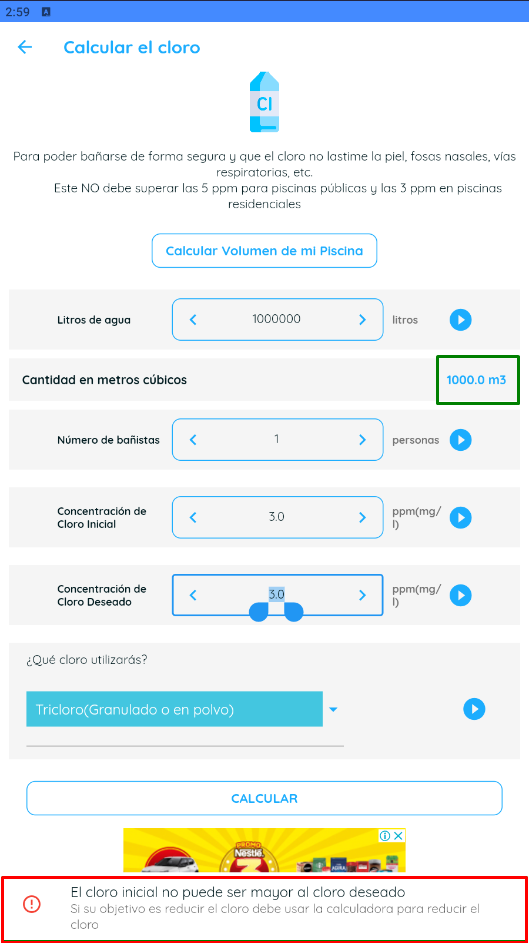 2:59 A
Calcular el cloro
Cl
Para poder bañarse de forma segura y que el cloro no lastime la piel, fosas nasales, vías
respiratorias, etc.
Este NO debe superar las 5 ppm para piscinas públicas y las 3 ppm en piscinas
residenciales
Calcular Volumen de mi Piscina
Litros de agua 1000000 litros
Cantidad en metros cúbicos 1000.0 m3
Número de bañistas 1 personas
Concentración de
Cloro Inicial
3.0
ppm(mg/
l)
Concentración de
Cloro Deseado
3.0
ppm(mg/
l)
¿Qué cloro utilizarás?
Tricloro(Granulado o en polvo)
CALCULAR
PROMO
Nestlé
3
El cloro inicial no puede ser mayor al cloro deseado
Si su objetivo es reducir el cloro debe usar la calculadora para reducir el
cloro